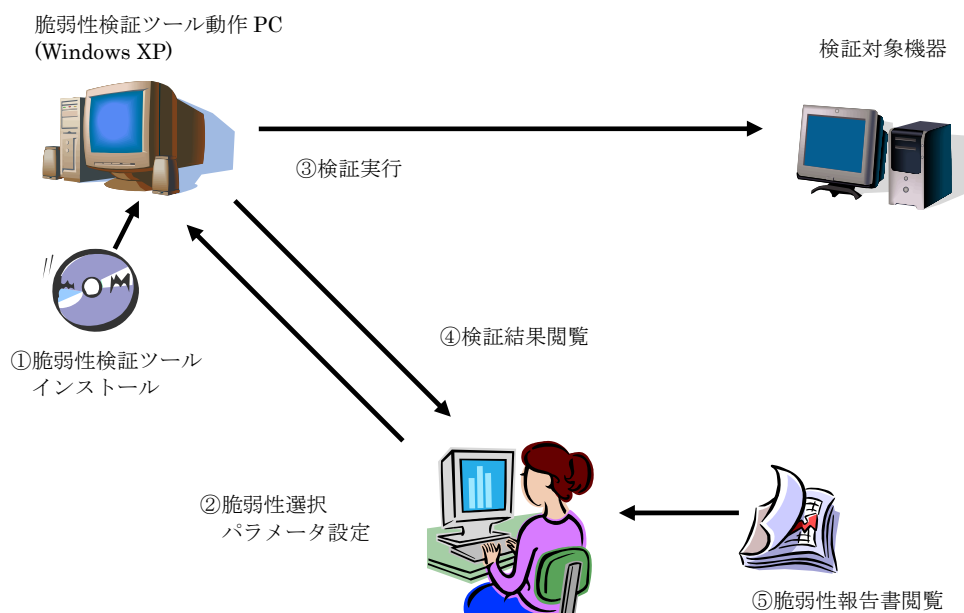 脆弱性検証ツール動作 PC
(Windows XP)
検証対象機器
③検証実行
④検証結果閲覧
①脆弱性検証ツール
インストール
②脆弱性選択
パラメータ設定
⑤脆弱性報告書閲覧